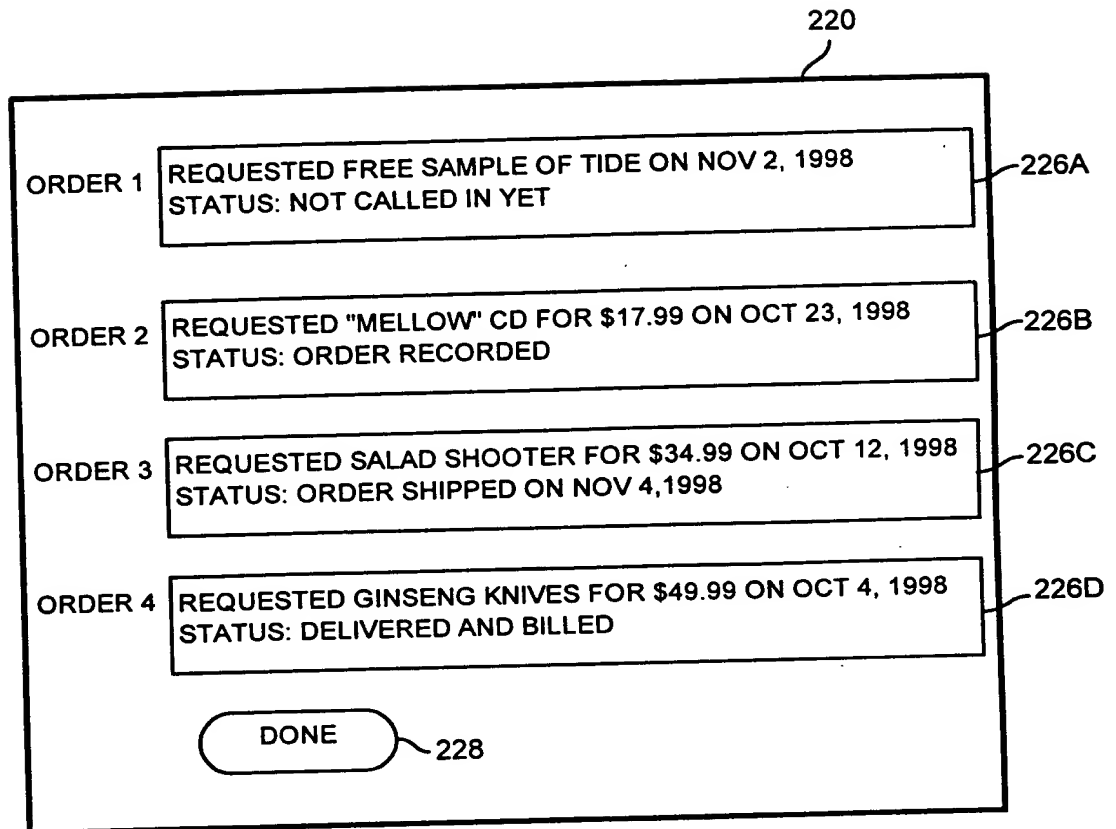 220
ORDER 1
REQUESTED FREE SAMPLE OF TIDE ON NOV 2, 1998
STATUS: NOT CALLED IN YET
226A
ORDER 2
REQUESTED "MELLOW" CD FOR $17.99 ON OCT 23, 1998
STATUS: ORDER RECORDED
226B
ORDER 3
REQUESTED SALAD SHOOTER FOR $34.99 ON OCT 12, 1998
STATUS: ORDER SHIPPED ON NOV 4,1998
226C
ORDER 4
REQUESTED GINSENG KNIVES FOR $49.99 ON OCT 4, 1998
STATUS: DELIVERED AND BILLED
226D
DONE
228